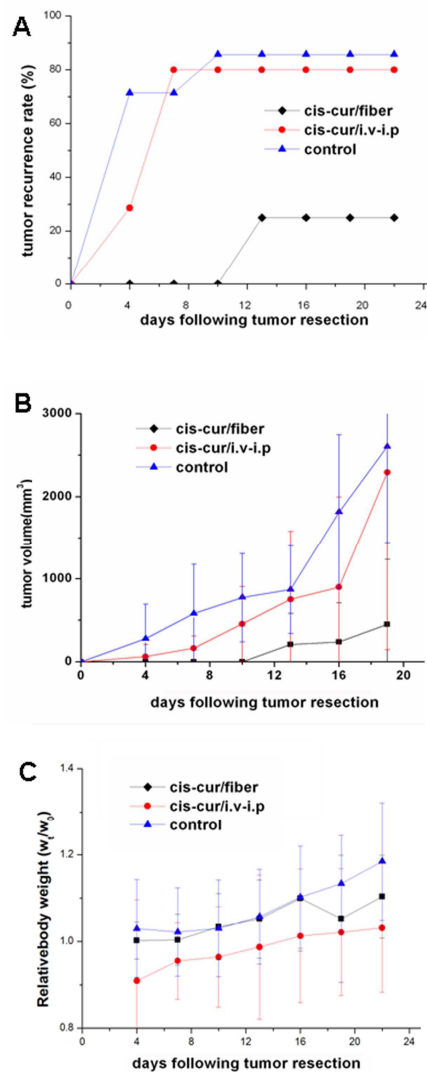 A
tumor recurrence rate (%)
100
80
60
40
20
0
cis-cur/fiber
cis-cur/i.v-i.p
control
0 4 8 12 16 20 24
days following tumor resection
B
tumor volume(mm³)
3000
2000
1000
0
cis-cur/fiber
cis-cur/i.v-i.p
control
0 4 8 12 16 20
days following tumor resection
C
Relativebody weight (wt/w0)
1.4
1.2
1.0
0.8
cis-cur/fiber
cis-cur/i.v-i.p
control
0 4 8 12 16 20 24
days following tumor resection